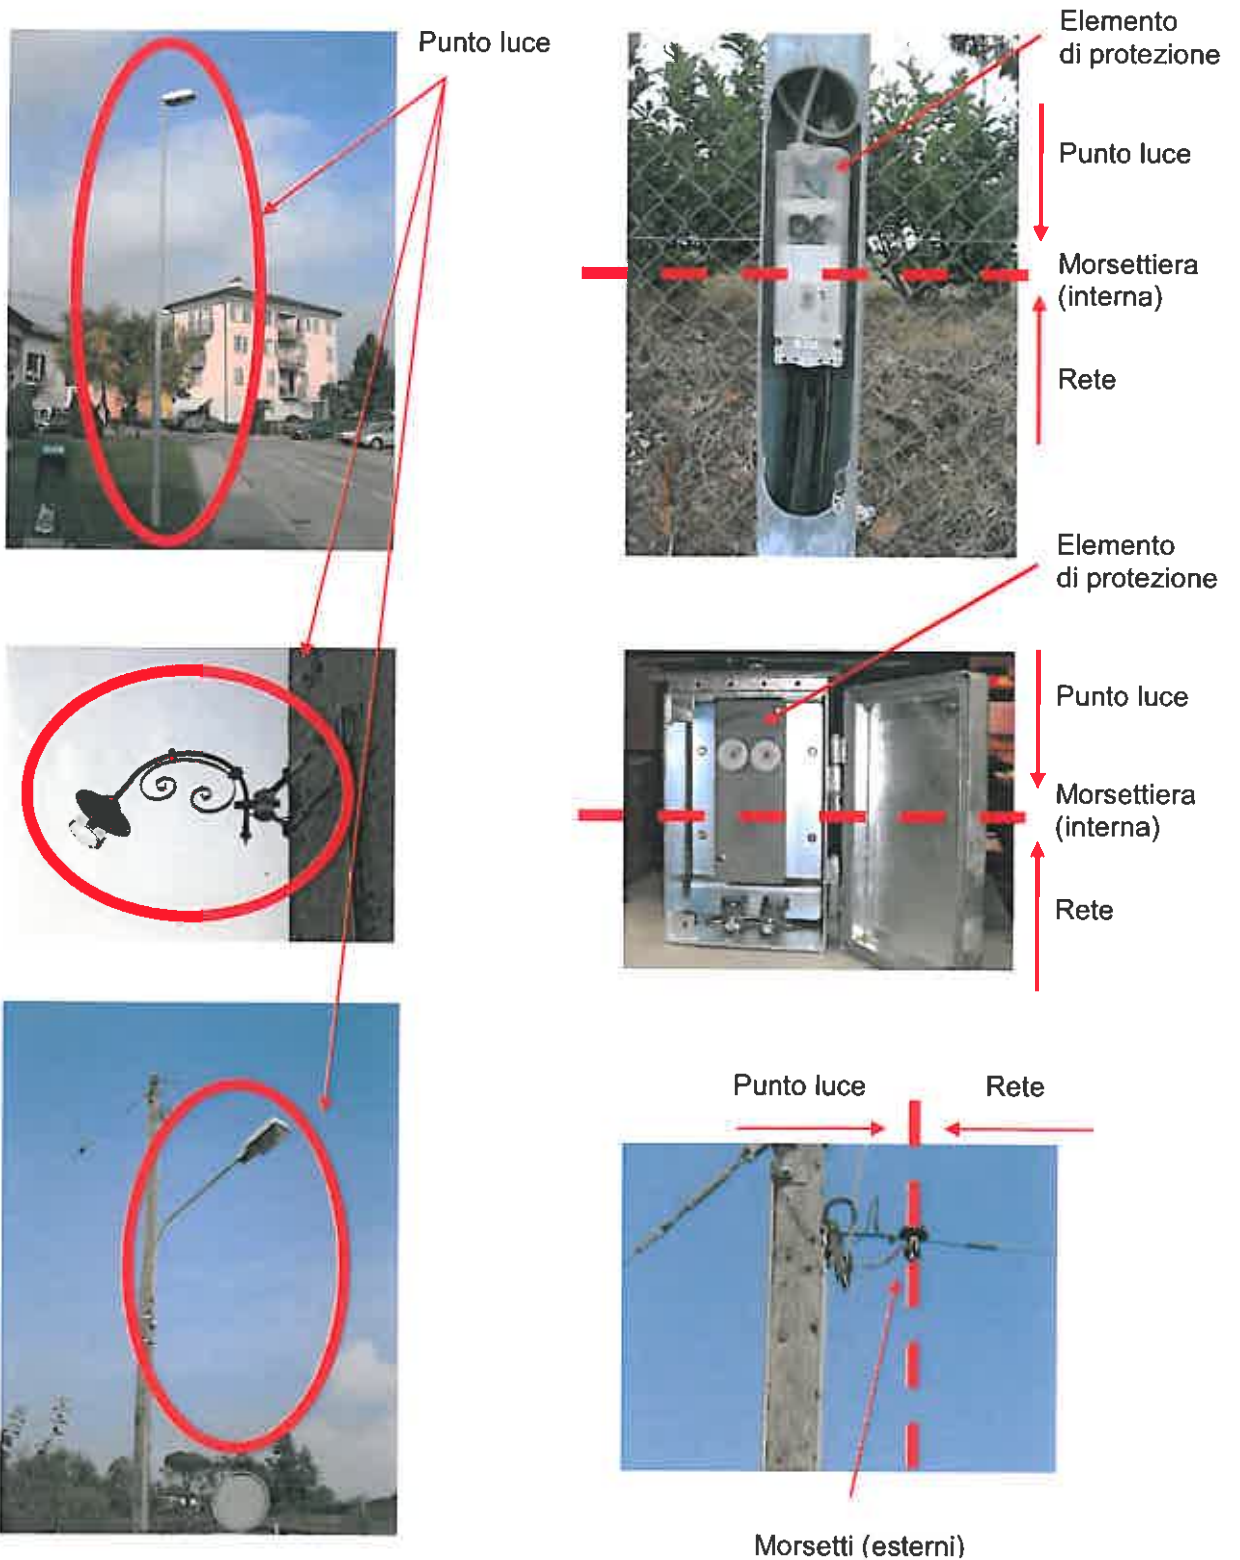 Punto luce
Elemento
di protezione
Punto luce
Morsettiera
(interna)
Rete
Elemento
di protezione
Punto luce
Morsettiera
(interna)
Rete
Punto luce
Rete
Morsetti (esterni)